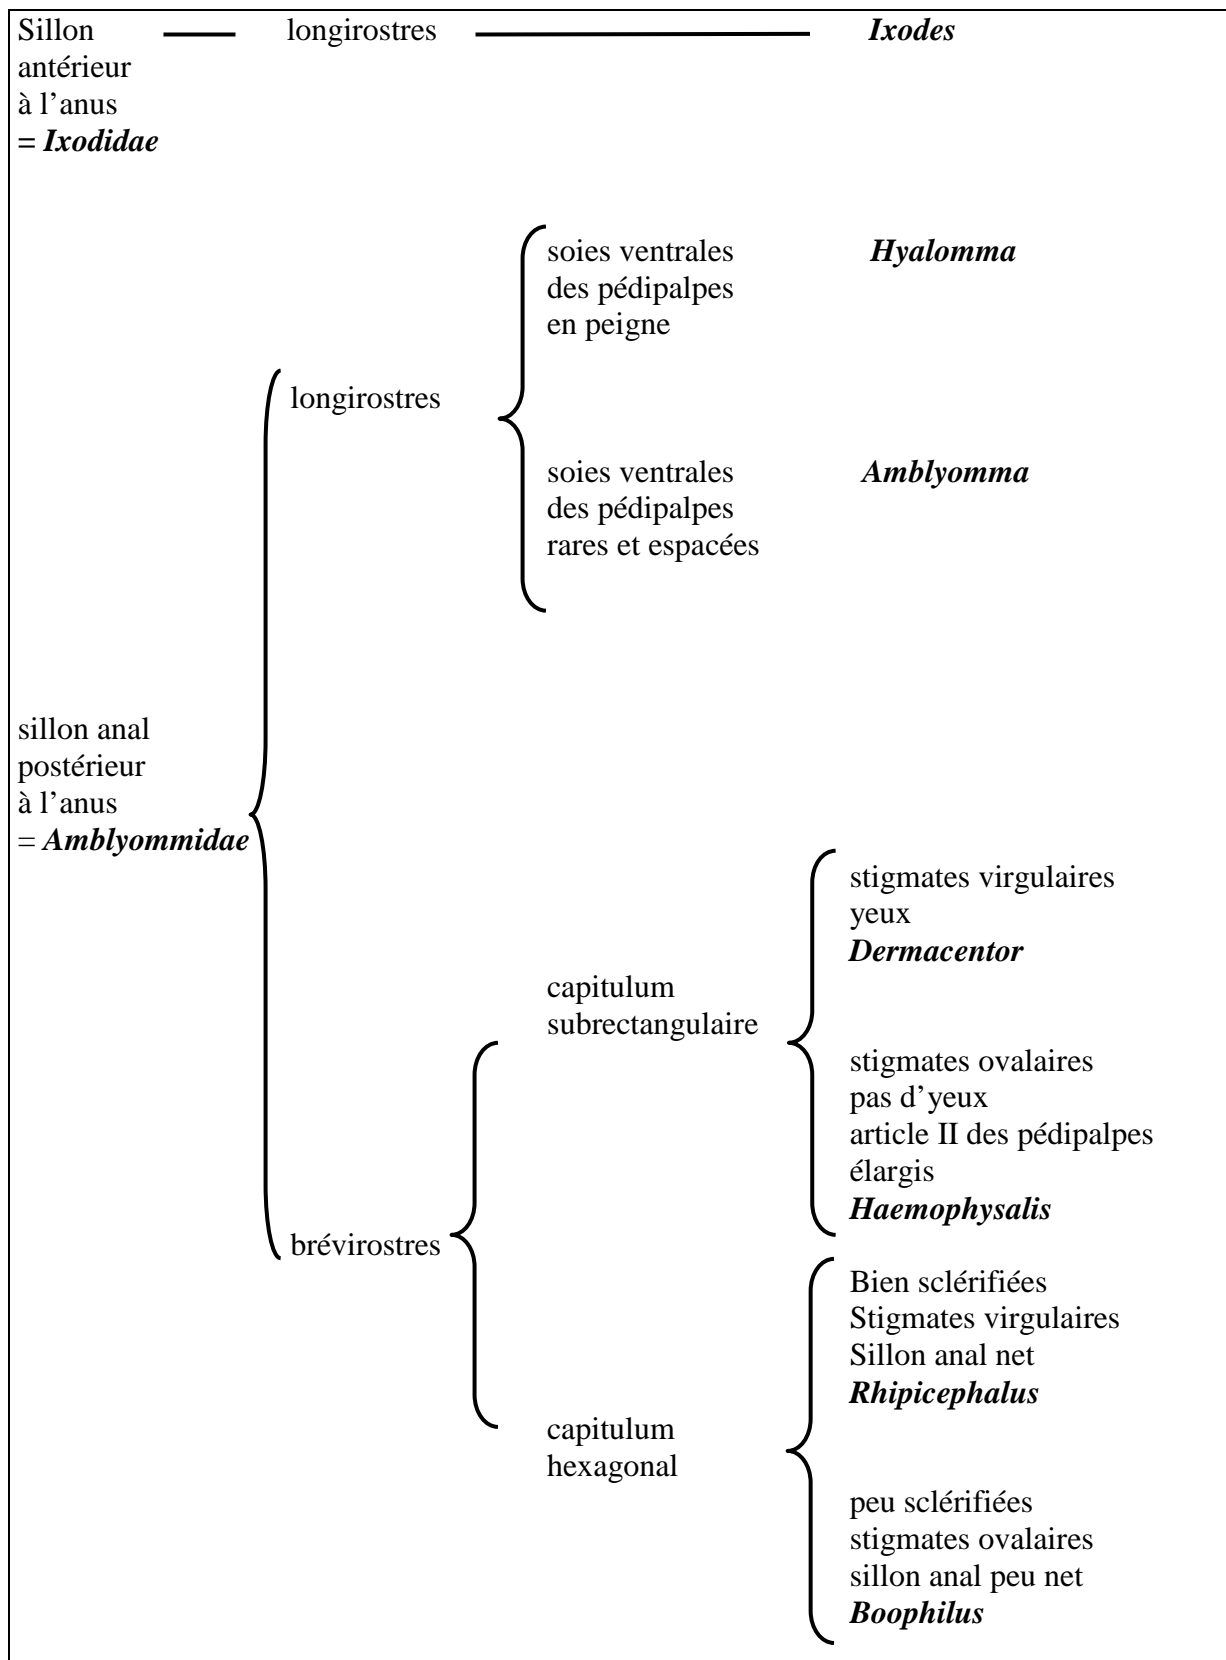 Sillon longirostres Ixodes
antérieur
à l’anus
= Ixodidae
soies ventrales Hyalomma
des pédipalpes
en peigne
longirostres
soies ventrales Amblyomma
des pédipalpes
rares et espacées
sillon anal
postérieur
à l’anus
= Amblyommidae
stigmates virgulaires
yeux
Dermacentor
capitulum
subrectangulaire
stigmates ovalaires
pas d’yeux
article II des pédipalpes
élargis
Haemophysalis
brévirostres
Bien sclérifiées
Stigmates virgulaires
Sillon anal net
Rhipicephalus
capitulum
hexagonal
peu sclérifiées
stigmates ovalaires
sillon anal peu net
Boophilus